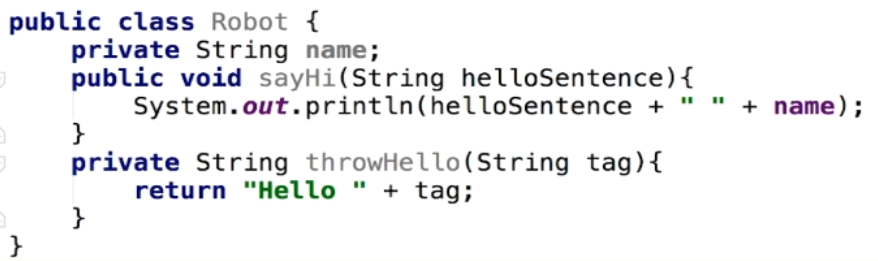 public class Robot {
    private String name;
    public void sayHi(String helloSentence){
        System.out.println(helloSentence + " " + name);
    }
    private String throwHello(String tag){
        return "Hello " + tag;
    }
}